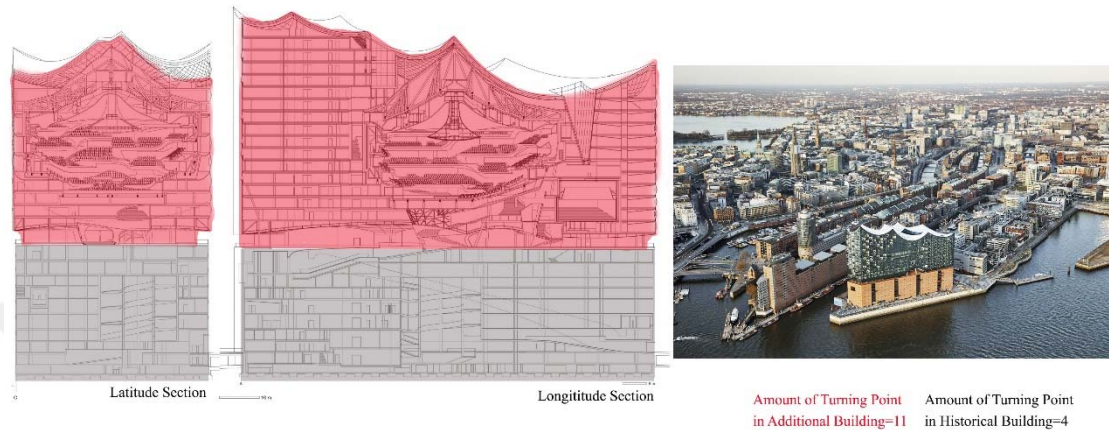 Latitude Section
Longititude Section
Amount of Turning Point
in Additional Building=11
Amount of Turning Point
in Historical Building=4